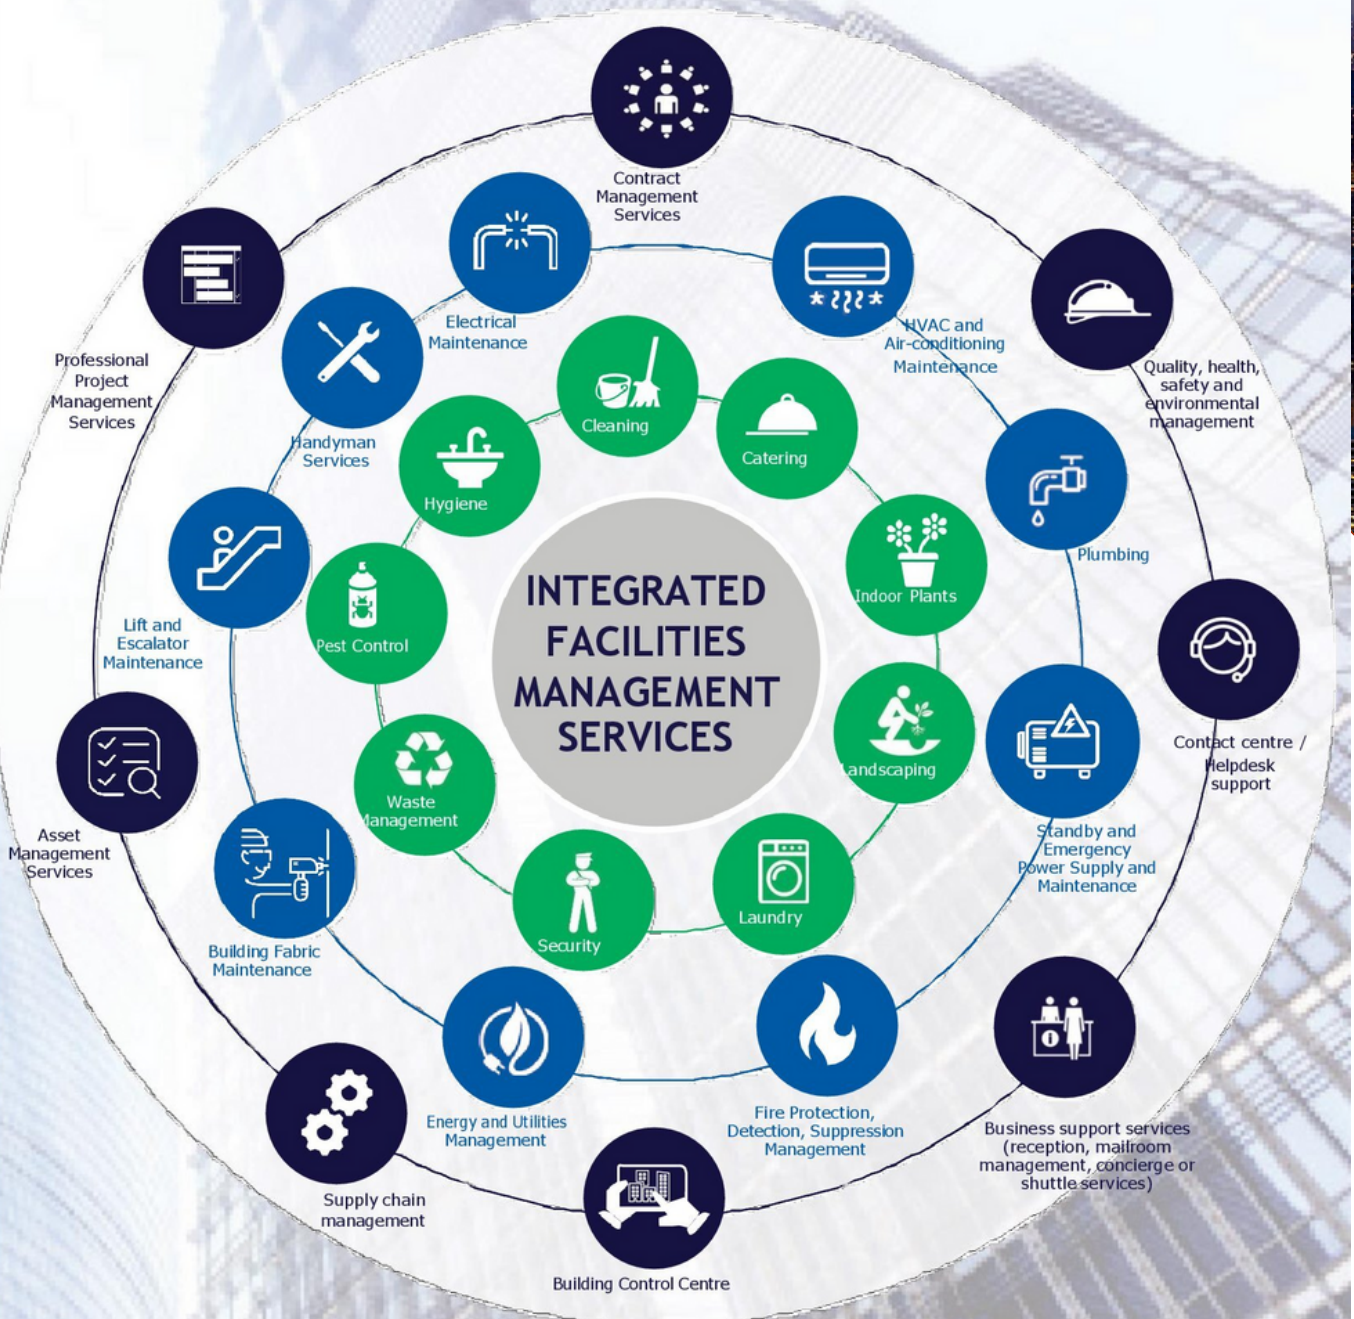 Contract
Management
Services
Electrical
Maintenance
HVAC and
Air-conditioning
Maintenance
Professional
Project
Management
Services
Quality, health,
safety and
environmental
management
Handyman
Services
Cleaning
Catering
Hygiene
Plumbing
Indoor Plants
INTEGRATED
FACILITIES
MANAGEMENT
SERVICES
Pest Control
Lift and
Escalator
Maintenance
Landscaping
Contact centre /
Helpdesk
support
Waste
Management
Asset
Management
Services
Standby and
Emergency
Power Supply and
Maintenance
Laundry
Security
Building Fabric
Maintenance
Energy and Utilities
Management
Fire Protection,
Detection, Suppression
Management
Business support services
(reception, mailroom
management, concierge or
shuttle services)
Supply chain
management
Building Control Centre
i